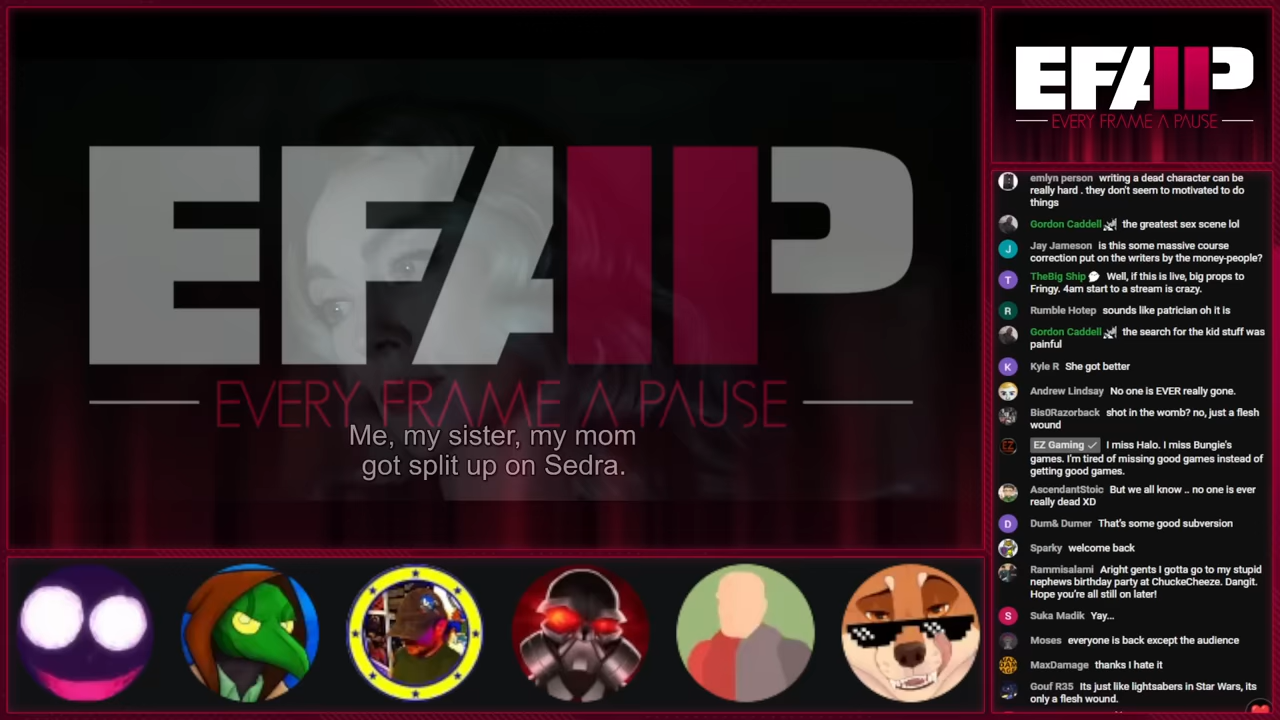 EFAP
EVERY FRAME A PAUSE
Me, my sister, my mom
got split up on Sedra.
EFAP
EVERY FRAME A PAUSE
emlyn person writing a dead character can be
really hard . they don't seem to motivated to do
things
Gordon Caddell the greatest sex scene lol
Jay Jameson is this some massive course
correction put on the writers by the money-people?
TheBig Ship Well, if this is live, big props to
Fringy. 4am start to a stream is crazy.
Rumble Hotep sounds like patrician oh it is
Gordon Caddell the search for the kid stuff was
painful
Kyle R She got better
Andrew Lindsay No one is EVER really gone.
Bis0Razorback shot in the womb? no, just a flesh
wound
EZ Gaming I miss Halo. I miss Bungie's
games. I'm tired of missing good games instead of
getting good games.
AscendantStoic But we all know .. no one is ever
really dead XD
Dum& Dumer That's some good subversion
Sparky welcome back
Rammisalami Aright gents I gotta go to my stupid
nephews birthday party at ChuckeCheeze. Dangit.
Hope you're all still on later!
Suka Madik Yay...
Moses everyone is back except the audience
MaxDamage thanks I hate it
Gouf R35 Its just like lightsabers in Star Wars, its
only a flesh wound.